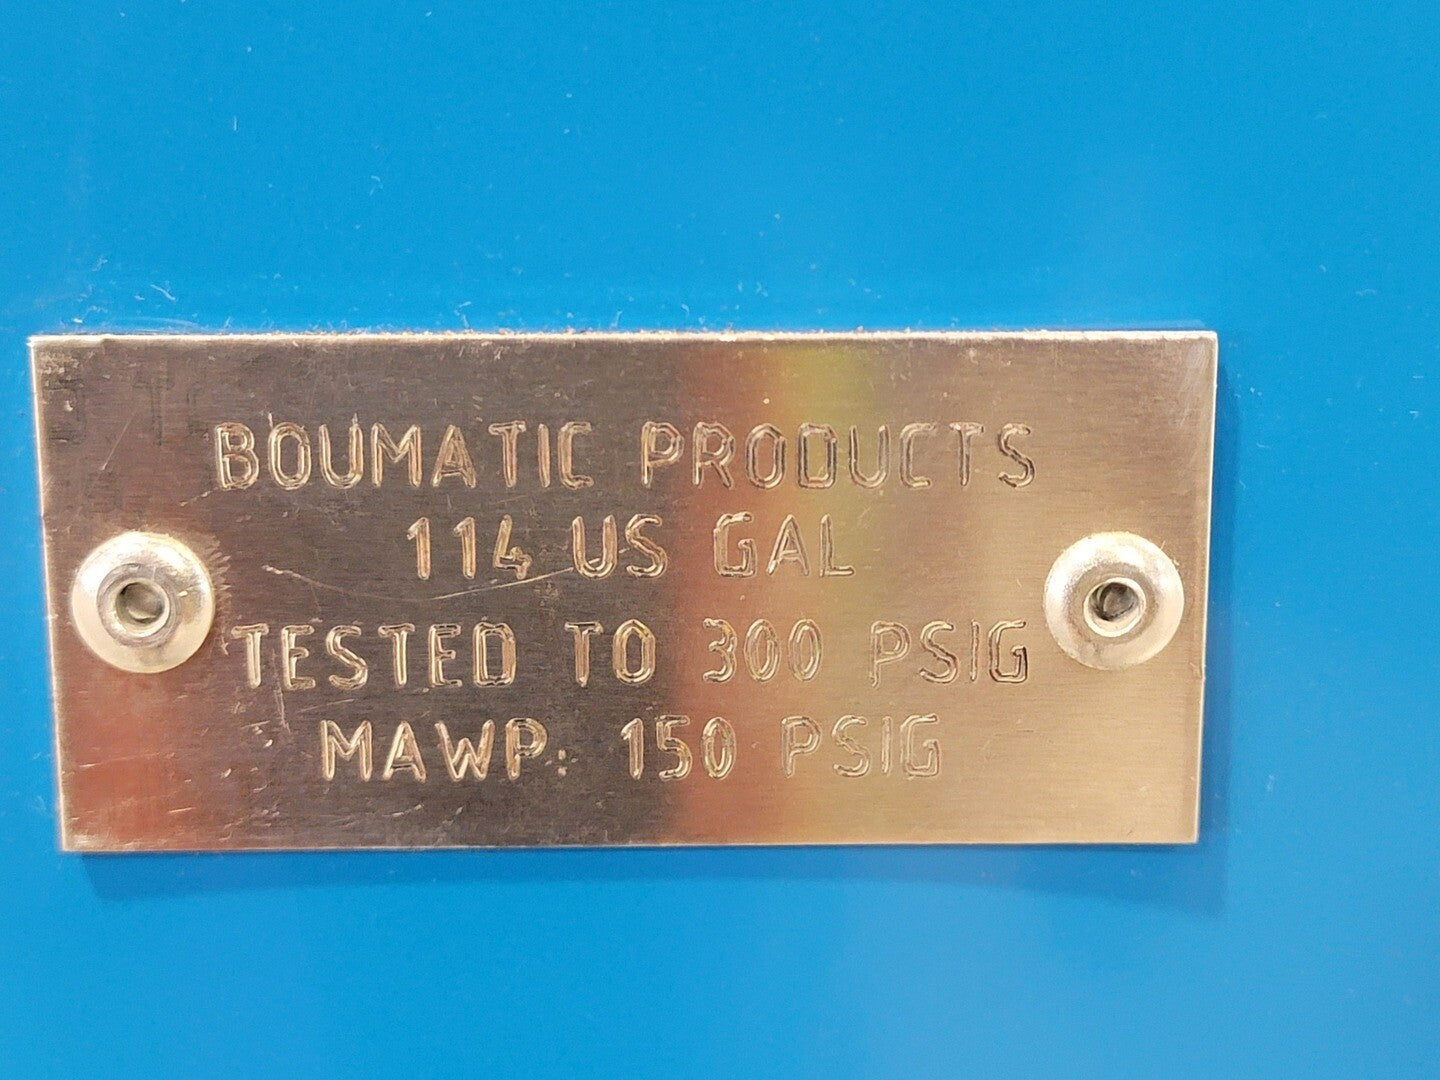 BOUMATIC PRODUCTS
114 US GAL
TESTED TO 300 PSIG
MAWP: 150 PSIG